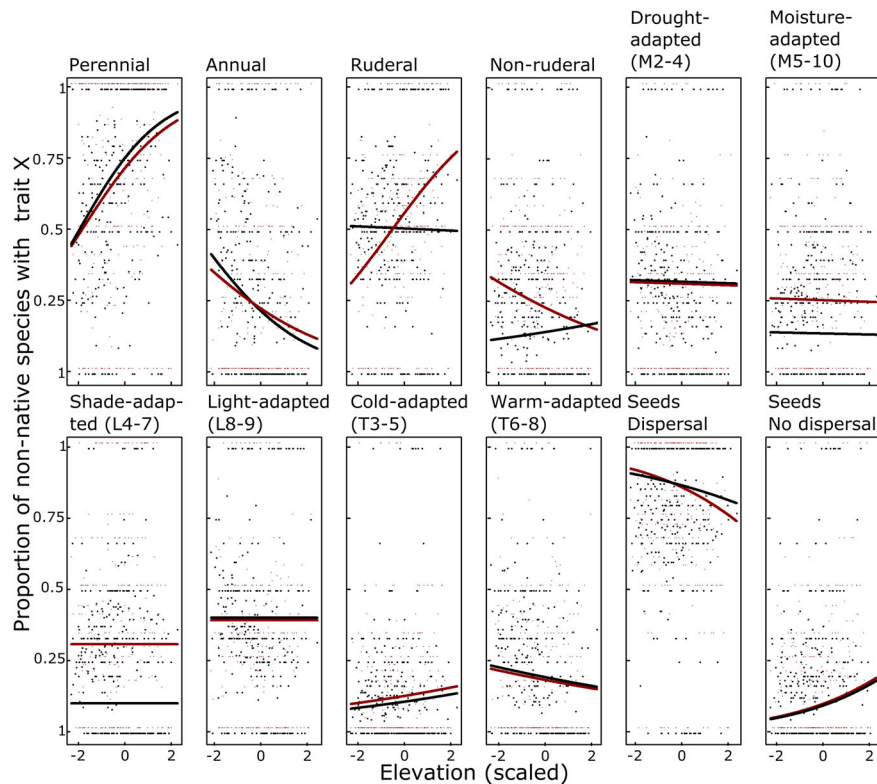 Drought-
adapted
(M2-4)
Moisture-
adapted
(M5-10)
Perennial
Annual
Ruderal
Non-ruderal
Proportion of non-native species with trait X
1
0.75
0.5
0.25
1
Shade-adap-
ted (L4-7)
Light-adapted
(L8-9)
Cold-adapted
(T3-5)
Warm-adapted
(T6-8)
Seeds
Dispersal
Seeds
No dispersal
1
0.75
0.5
0.25
1
-2 0 2 -2 0 2 -2 0 2 -2 0 2 -2 0 2 -2 0 2
Elevation (scaled)